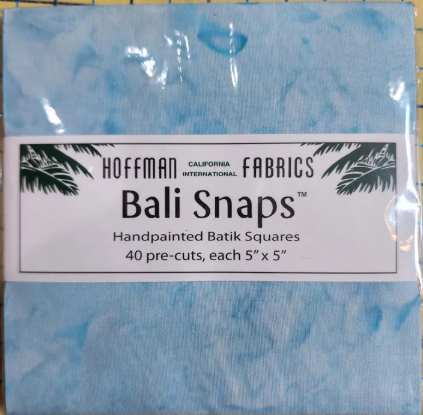 HOFFMAN CALIFORNIA INTERNATIONAL FABRICS
Bali Snaps™
Handpainted Batik Squares
40 pre-cuts, each 5" x 5"